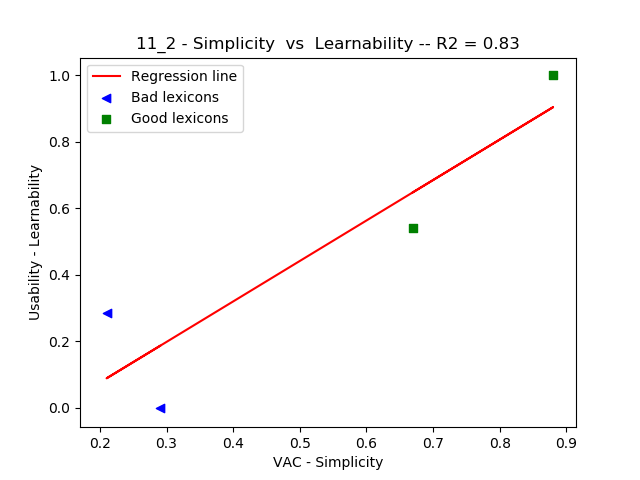 11_2 - Simplicity  vs  Learnability -- R2 = 0.83
Regression line
Bad lexicons
Good lexicons
Usability - Learnability
1.0
0.8
0.6
0.4
0.2
0.0
0.2 0.3 0.4 0.5 0.6 0.7 0.8 0.9
VAC - Simplicity